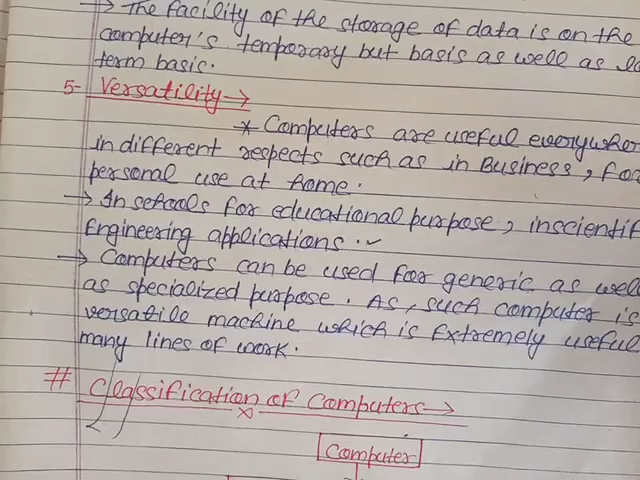 → The facility of the storage of data is on the
computer's temporary but basis as well as lo
term basis.
5- Versatility →
* Computers are useful everywher
in different respects such as in Business, for
personal use at home.
→ In schools for educational purpose, inscientif
Engineering applications.
→ Computers can be used for generic as well
as specialized purpose. As, such computer is
versatile machine which is Extremely useful
many lines of work.
# Classification of Computers →
Computer